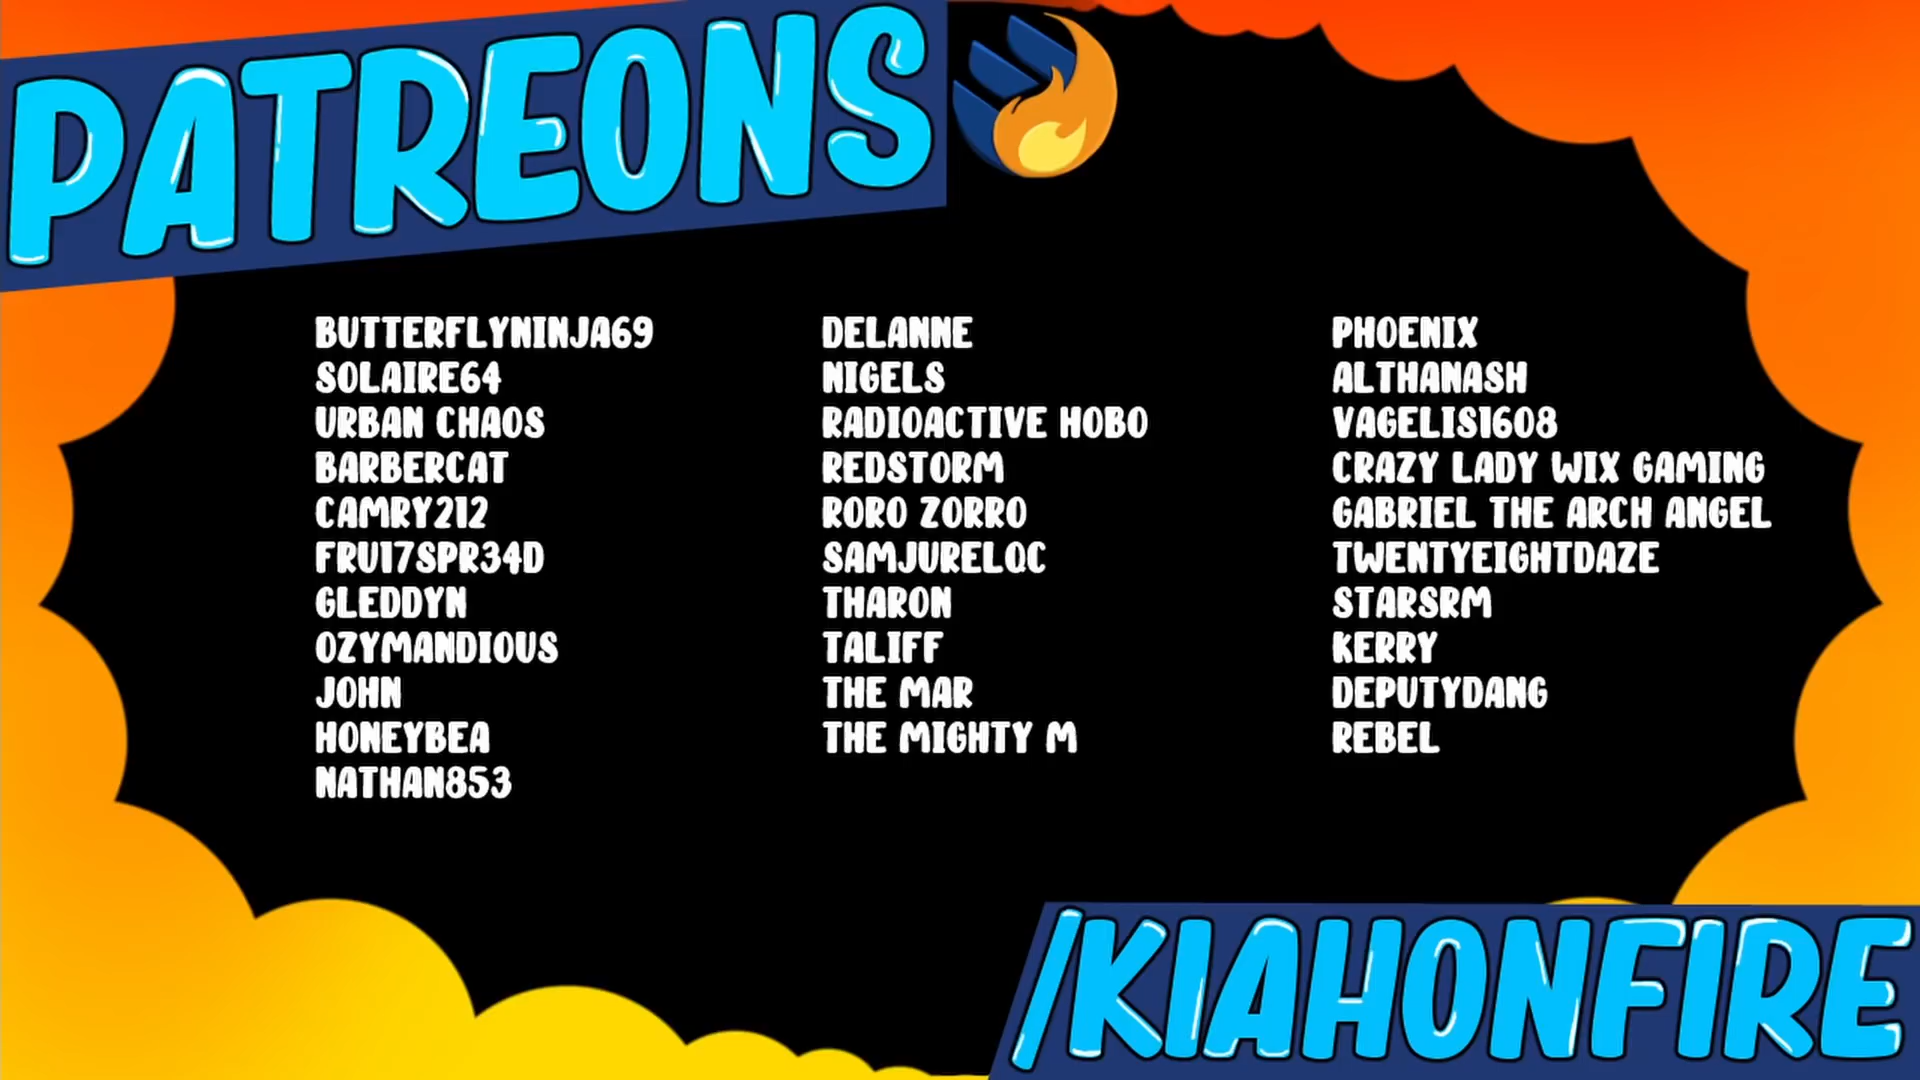 PATREONS
BUTTERFLYNINJA69
SOLAIRE64
URBAN CHAOS
BARBERCAT
CAMRY212
FRUI7SPR34D
GLEDDYN
OZYMANDIOUS
JOHN
HONEYBEA
NATHAN853
DELANNE
NIGELS
RADIOACTIVE HOBO
REDSTORM
RORO ZORRO
SAMJURELQC
THARON
TALIFF
THE MAR
THE MIGHTY M
PHOENIX
ALTHANASH
VAGELIS1608
CRAZY LADY WIX GAMING
GABRIEL THE ARCH ANGEL
TWENTYEIGHTDAZE
STARSRM
KERRY
DEPUTYDANG
REBEL
/KIAHONFIRE